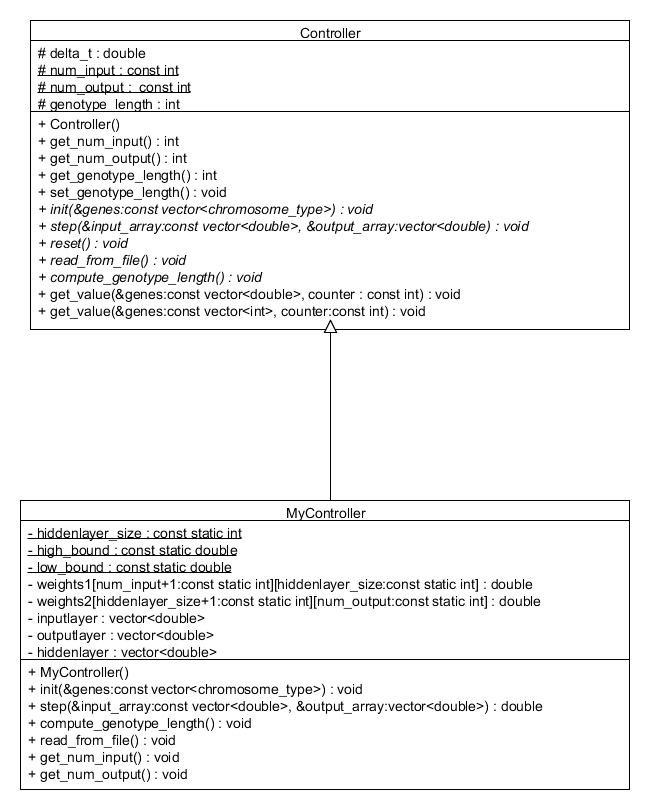 Controller
# delta_t : double
# num_input : const int
# num_output :  const int
# genotype_length : int
+ Controller()
+ get_num_input() : int
+ get_num_output() : int
+ get_genotype_length() : int
+ set_genotype_length() : void
+ init(&genes:const vector<chromosome_type>) : void
+ step(&input_array:const vector<double>, &output_array:vector<double) : void
+ reset() : void
+ read_from_file() : void
+ compute_genotype_length() : void
+ get_value(&genes:const vector<double>, counter : const int) : void
+ get_value(&genes:const vector<int>, counter:const int) : void
MyController
- hiddenlayer_size : const static int
- high_bound : const static double
- low_bound : const static double
- weights1[num_input+1:const static int][hiddenlayer_size:const static int] : double
- weights2[hiddenlayer_size+1:const static int][num_output:const static int] : double
- inputlayer : vector<double>
- outputlayer : vector<double>
- hiddenlayer : vector<double>
+ MyController()
+ init(&genes:const vector<chromosome_type>) : void
+ step(&input_array:const vector<double>, &output_array:vector<double>) : double
+ compute_genotype_length() : void
+ read_from_file() : void
+ get_num_input() : void
+ get_num_output() : void